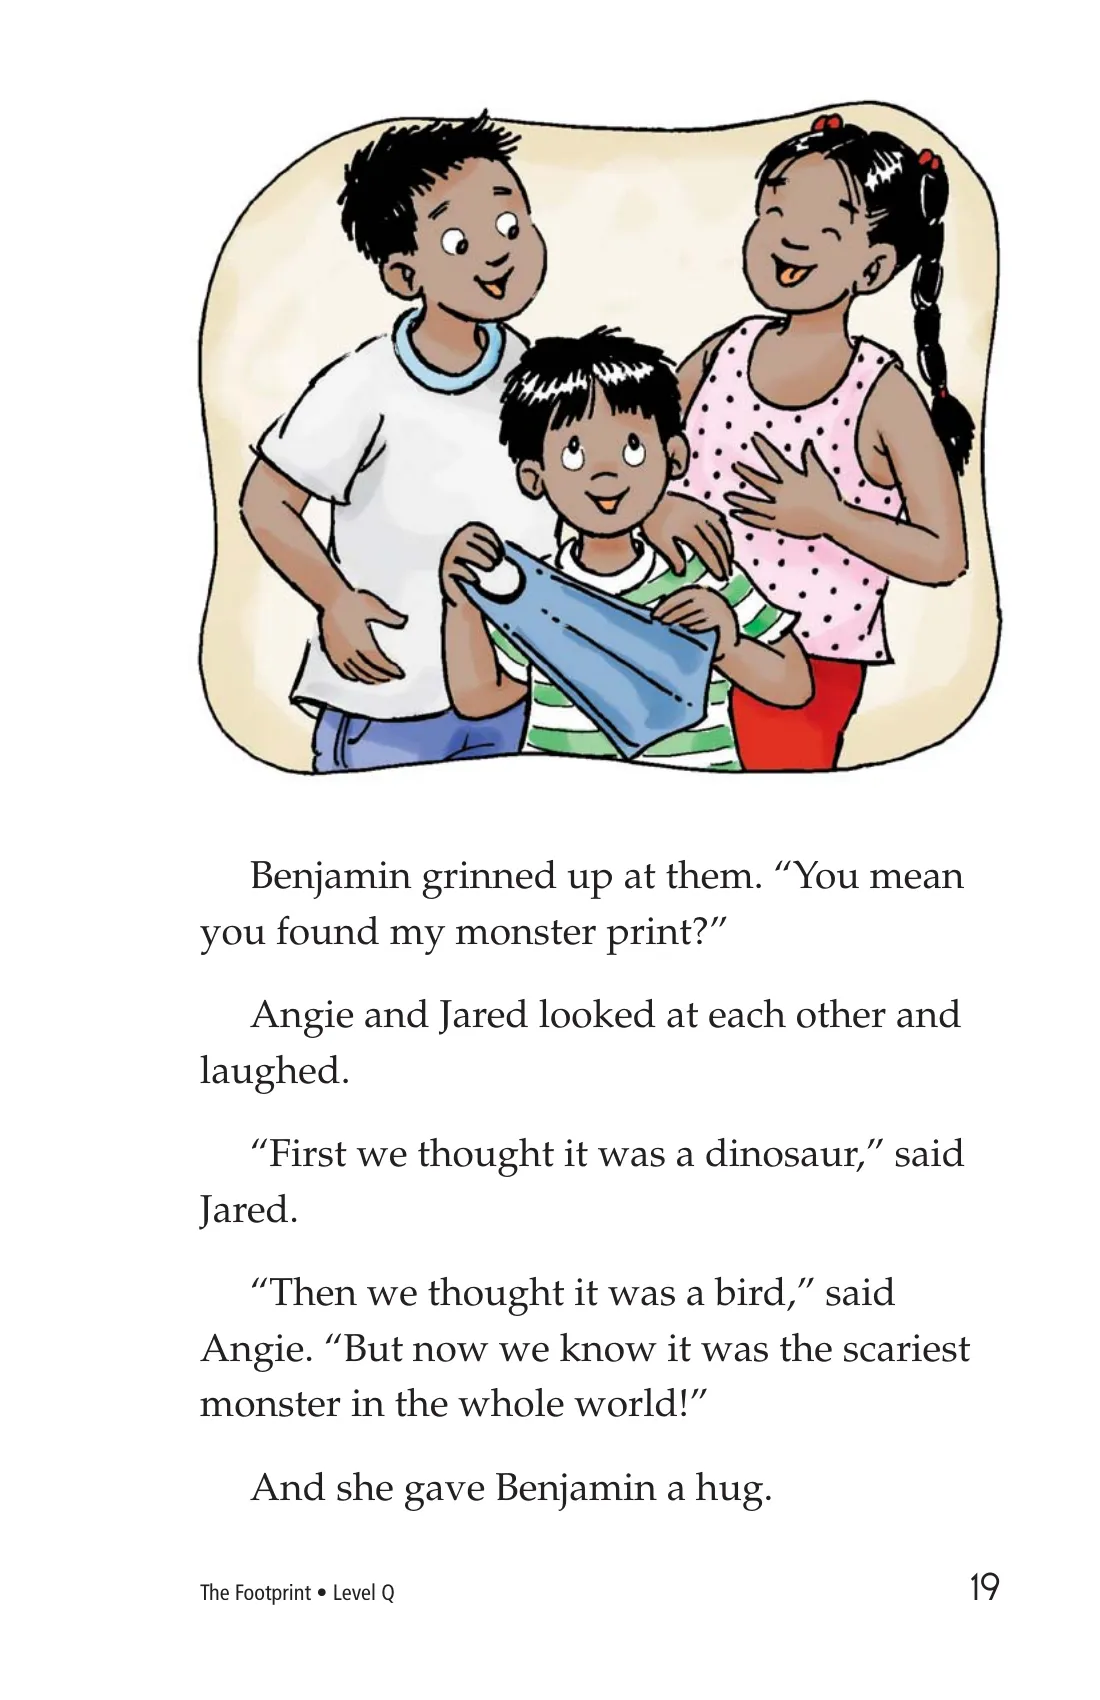 Benjamin grinned up at them. “You mean
you found my monster print?”
Angie and Jared looked at each other and
laughed.
“First we thought it was a dinosaur,” said
Jared.
“Then we thought it was a bird,” said
Angie. “But now we know it was the scariest
monster in the whole world!”
And she gave Benjamin a hug.
The Footprint • Level Q
19